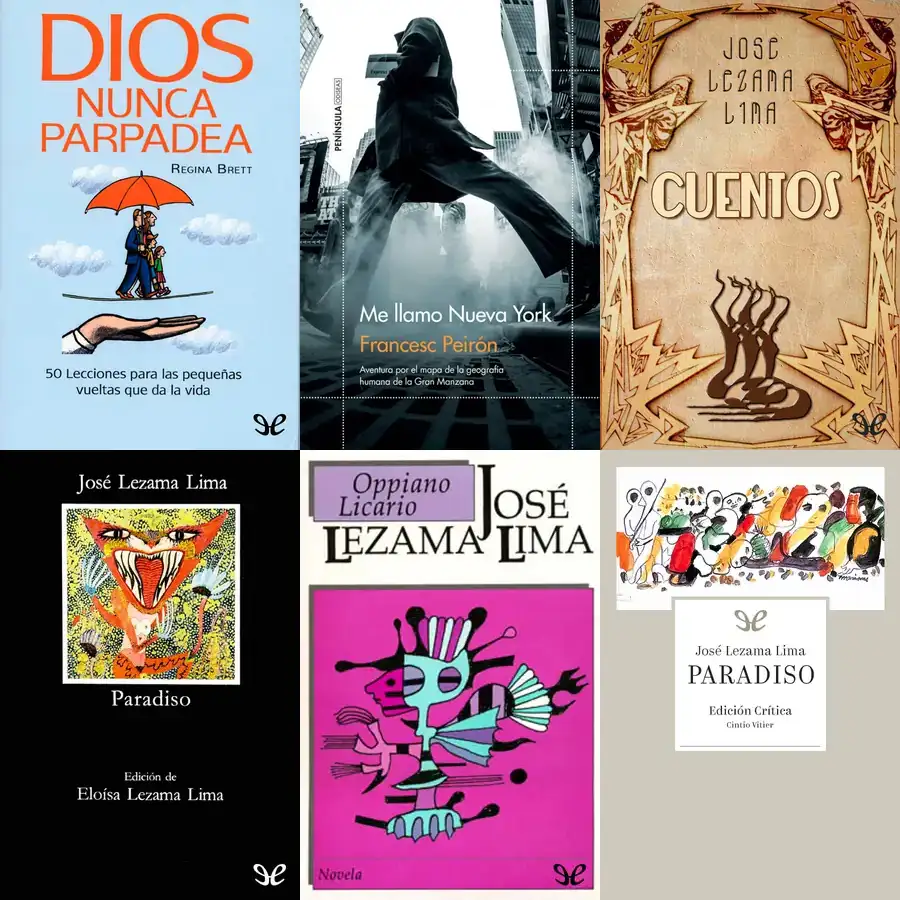 DIOS
NUNCA
PARPADEA
REGINA BRETT
50 Lecciones para las pequeñas
vueltas que da la vida
PENÍNSULA ODISEAS
Me llamo Nueva York
Francesc Peirón
Aventura por el mapa de la geografía
humana de la Gran Manzana
JOSE
LEZAMA
LIMA
CUENTOS
José Lezama Lima
Paradiso
Edición de
Eloísa Lezama Lima
Oppiano
Licario
JOSÉ
LEZAMA LIMA
Novela
José Lezama Lima
PARADISO
Edición Crítica
Cintio Vitier